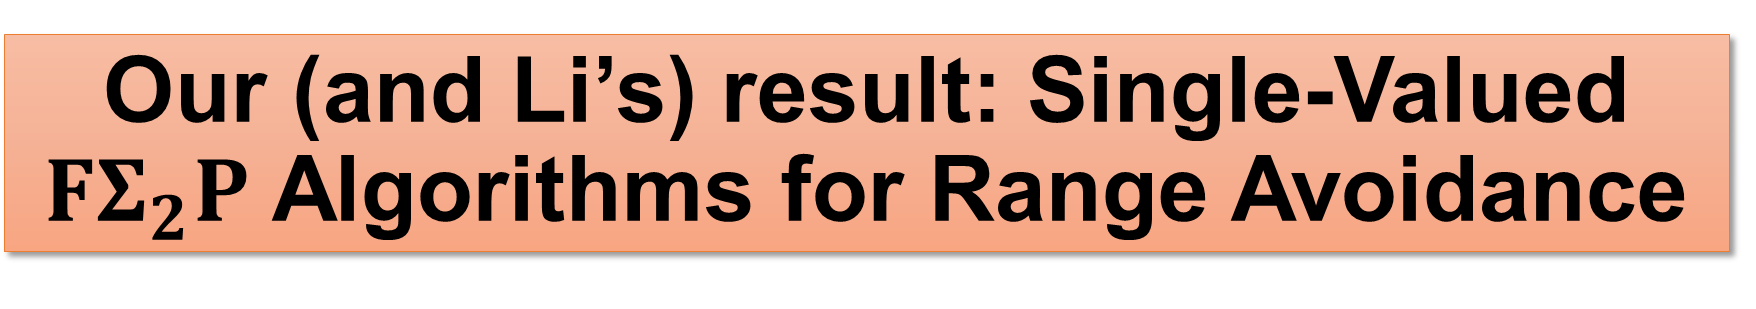 Our (and Li’s) result: Single-Valued
FΣ₂P Algorithms for Range Avoidance